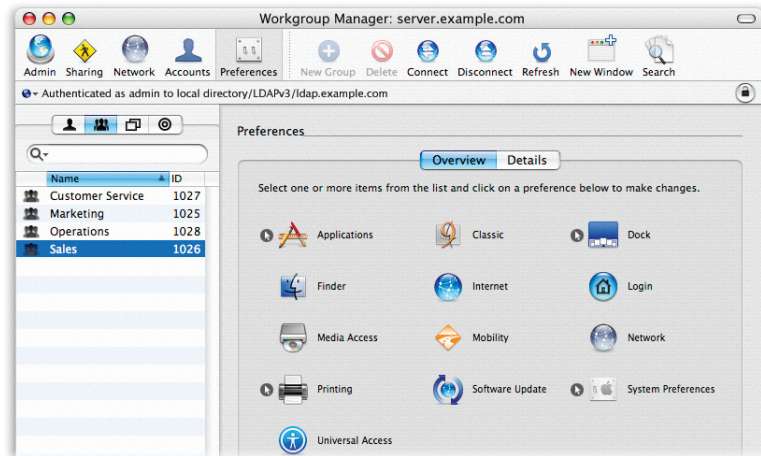 Workgroup Manager: server.example.com
Admin Sharing Network Accounts Preferences New Group Delete Connect Disconnect Refresh New Window Search
Authenticated as admin to local directory/LDAPv3/ldap.example.com
Preferences
Overview Details
Name ID
Select one or more items from the list and click on a preference below to make changes.
Customer Service 1027
Marketing 1025
Operations 1028
Sales 1026
Applications Classic Dock
Finder Internet Login
Media Access Mobility Network
Printing Software Update System Preferences
Universal Access